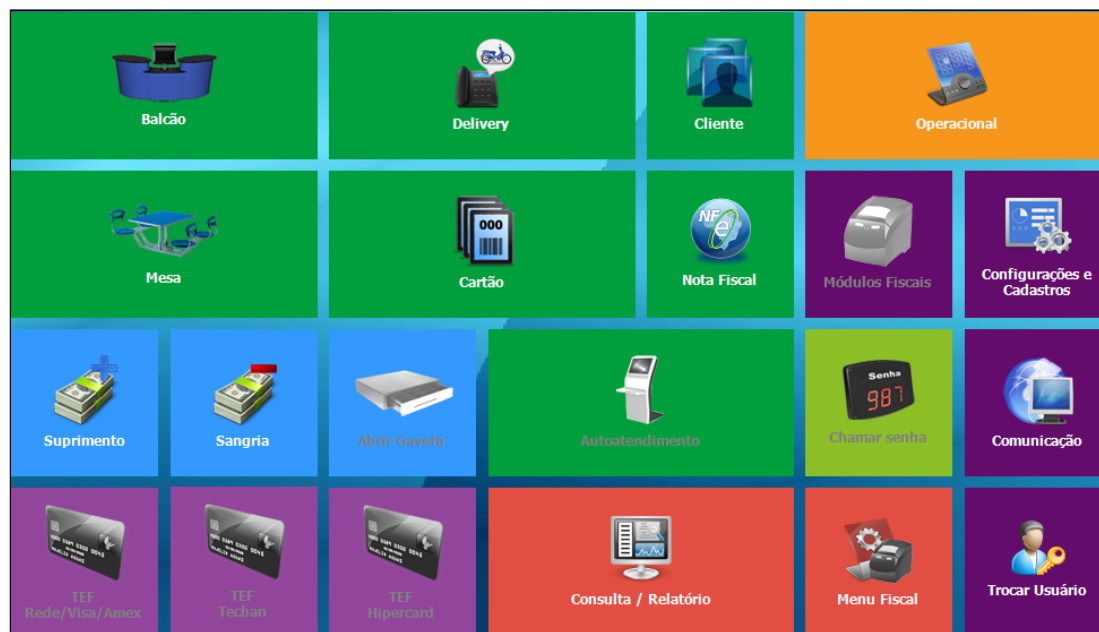 Balcão
Delivery
Cliente
Operacional
Mesa
000
Cartão
NF
e
Nota Fiscal
Módulos Fiscais
Configurações e
Cadastros
Suprimento
Sangria
Abrir Gaveta
Autoatendimento
Senha
987
Chamar senha
Comunicação
TEF
Rede/Visa/Amex
TEF
Tecban
TEF
Hipercard
Consulta / Relatório
Menu Fiscal
Trocar Usuário